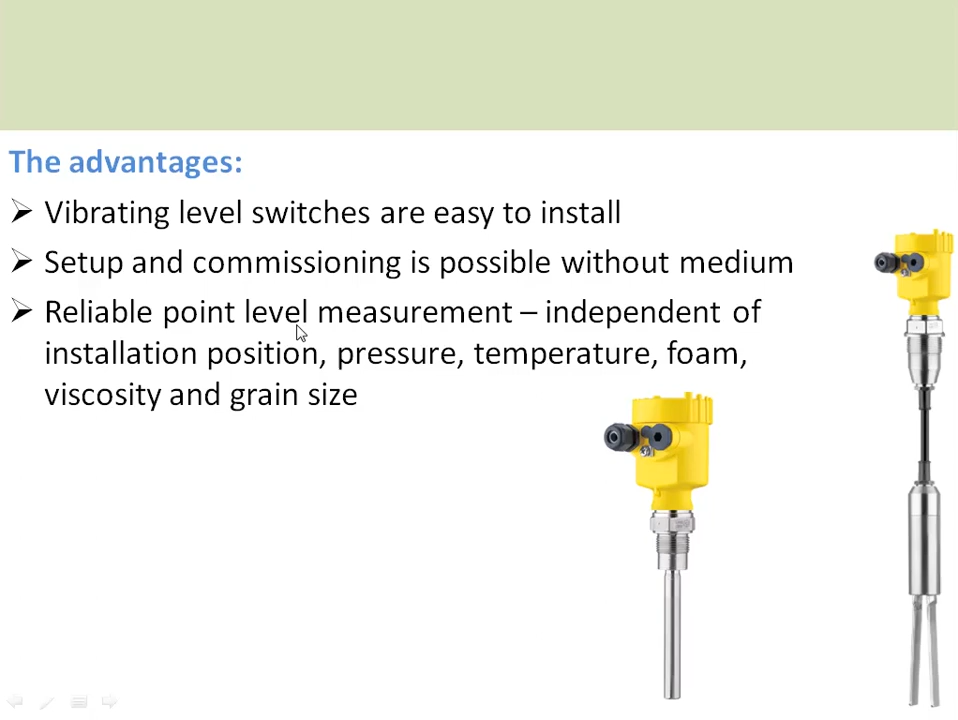 The advantages:
Vibrating level switches are easy to install
Setup and commissioning is possible without medium
Reliable point level measurement – independent of
installation position, pressure, temperature, foam,
viscosity and grain size